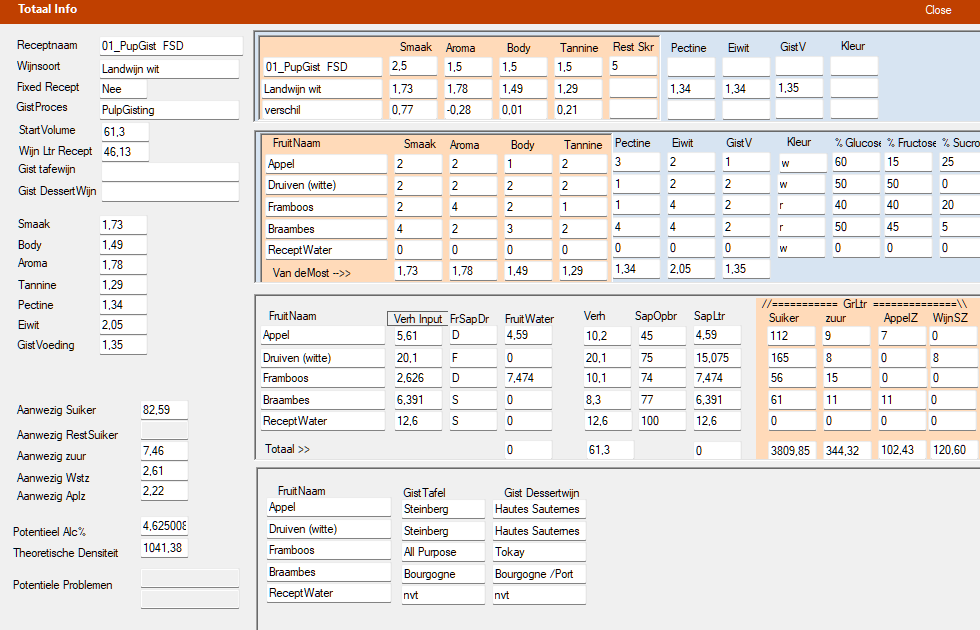 Totaal Info Close
Receptnaam 01_PupGist FSD
Wijnsoort Landwijn wit
Fixed Recept Nee
GistProces PulpGisting
StartVolume 61,3
Wijn Ltr Recept 46,13
Gist tafewijn
Gist DessertWijn
Smaak 1,73
Body 1,49
Aroma 1,78
Tannine 1,29
Pectine 1,34
Eiwit 2,05
GistVoeding 1,35
Aanwezig Suiker 82,59
Aanwezig RestSuiker
Aanwezig zuur 7,46
Aanwezig Wstz 2,61
Aanwezig Aplz 2,22
Potentieel Alc% 4,625008
Theoretische Densiteit 1041,38
Potentiele Problemen
Smaak Aroma Body Tannine Rest Skr Pectine Eiwit GistV Kleur
01_PupGist FSD 2,5 1,5 1,5 1,5 5
Landwijn wit 1,73 1,78 1,49 1,29 1,34 1,34 1,35
verschil 0,77 -0,28 0,01 0,21
FruitNaam Smaak Aroma Body Tannine Pectine Eiwit GistV Kleur % Glucose % Fructose % Sucro
Appel 2 2 1 2 3 2 1 w 60 15 25
Druiven (witte) 2 2 2 2 1 2 2 w 50 50 0
Framboos 2 4 2 1 1 4 2 r 40 40 20
Braambes 4 2 3 2 4 4 2 r 50 45 5
ReceptWater 0 0 0 0 0 0 0 w 0 0 0
Van deMost -->> 1,73 1,78 1,49 1,29 1,34 2,05 1,35
//=========== GrLtr ==============\\
FruitNaam Verh Input FrSapDr FruitWater Verh SapOpbr SapLtr Suiker zuur AppelZ WijnSZ
Appel 5,61 D 4,59 10,2 45 4,59 112 9 7 0
Druiven (witte) 20,1 F 0 20,1 75 15,075 165 8 0 8
Framboos 2,626 D 7,474 10,1 74 7,474 56 15 0 0
Braambes 6,391 S 0 8,3 77 6,391 61 11 11 0
ReceptWater 12,6 S 0 12,6 100 12,6 0 0 0 0
Totaal >> 0 61,3 0 3809,85 344,32 102,43 120,60
FruitNaam GistTafel Gist Dessertwijn
Appel Steinberg Hautes Sauternes
Druiven (witte) Steinberg Hautes Sauternes
Framboos All Purpose Tokay
Braambes Bourgogne Bourgogne /Port
ReceptWater nvt nvt